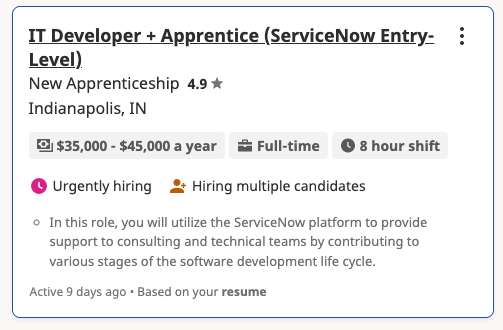 IT Developer + Apprentice (ServiceNow Entry-
Level)
New Apprenticeship 4.9 ★
Indianapolis, IN
$35,000 - $45,000 a year Full-time 8 hour shift
Urgently hiring Hiring multiple candidates
In this role, you will utilize the ServiceNow platform to provide
support to consulting and technical teams by contributing to
various stages of the software development life cycle.
Active 9 days ago • Based on your resume